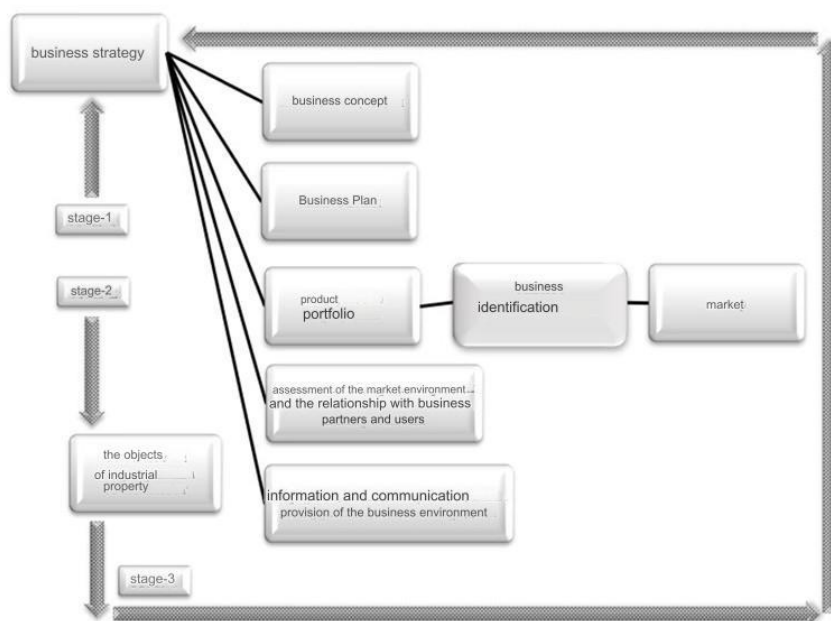 business strategy
business concept
stage-1
Business Plan
stage-2
product
portfolio
business
identification
market
assessment of the market environment
and the relationship with business
partners and users
the objects
of industrial
property
information and communication
provision of the business environment
stage-3